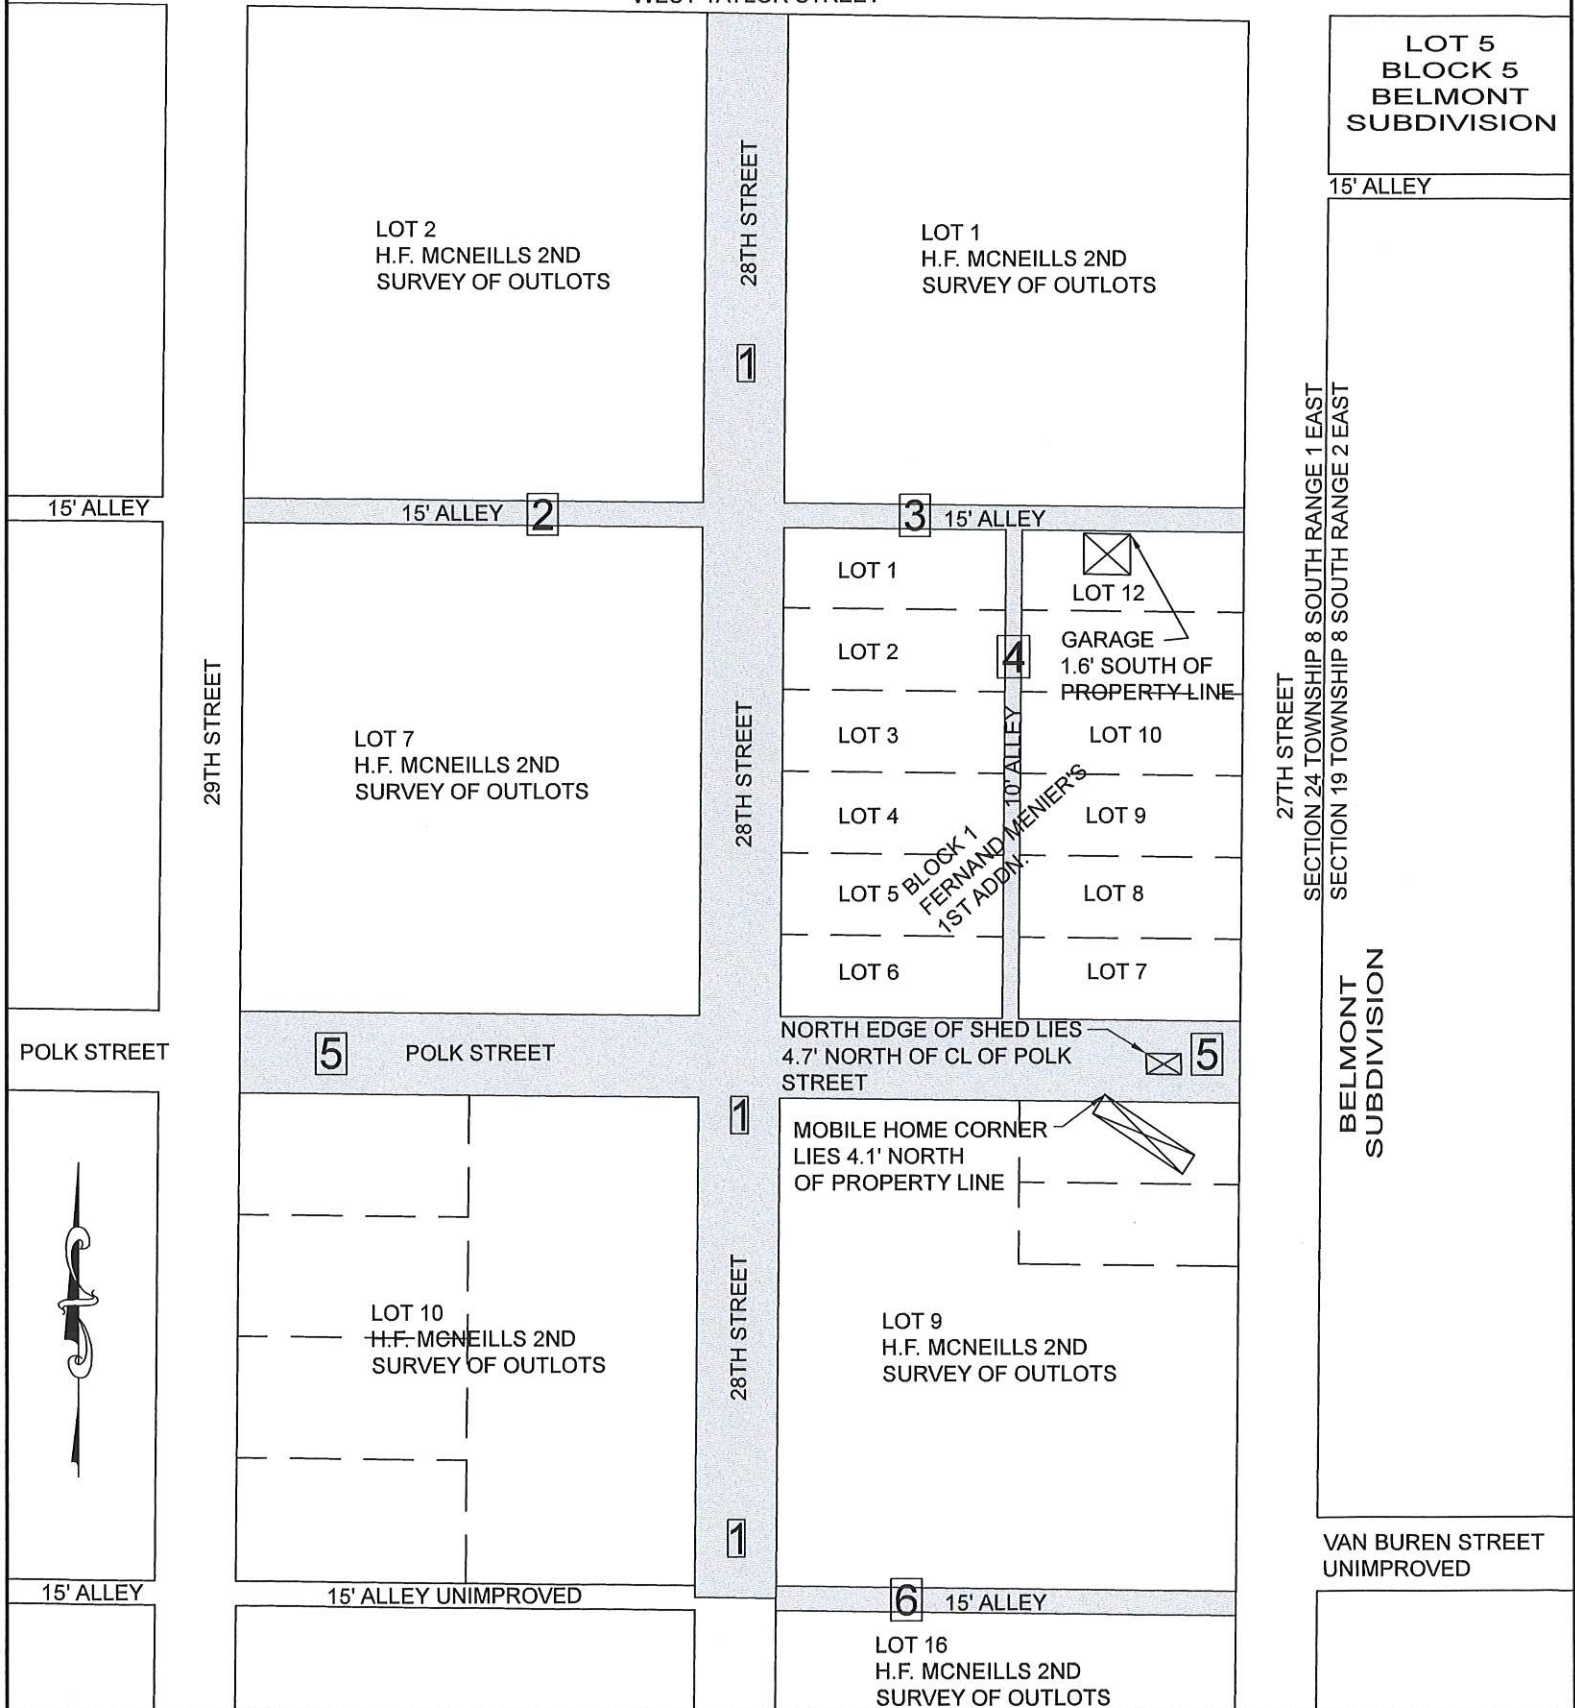 WEST TAYLOR STREET
LOT 5
BLOCK 5
BELMONT
SUBDIVISION
15' ALLEY
LOT 2
H.F. MCNEILLS 2ND
SURVEY OF OUTLOTS
28TH STREET
LOT 1
H.F. MCNEILLS 2ND
SURVEY OF OUTLOTS
1
15' ALLEY
15' ALLEY
2
3
15' ALLEY
LOT 1
LOT 2
LOT 3
LOT 4
LOT 5
LOT 6
4
10' ALLEY
BLOCK 1
FERNAND MENIER'S
1ST ADDN.
LOT 12
GARAGE
1.6' SOUTH OF
PROPERTY LINE
LOT 10
LOT 9
LOT 8
LOT 7
29TH STREET
LOT 7
H.F. MCNEILLS 2ND
SURVEY OF OUTLOTS
28TH STREET
27TH STREET
SECTION 24 TOWNSHIP 8 SOUTH RANGE 1 EAST
SECTION 19 TOWNSHIP 8 SOUTH RANGE 2 EAST
BELMONT
SUBDIVISION
POLK STREET
5
POLK STREET
NORTH EDGE OF SHED LIES
4.7' NORTH OF CL OF POLK
STREET
5
1
MOBILE HOME CORNER
LIES 4.1' NORTH
OF PROPERTY LINE
LOT 10
H.F. MCNEILLS 2ND
SURVEY OF OUTLOTS
28TH STREET
LOT 9
H.F. MCNEILLS 2ND
SURVEY OF OUTLOTS
1
VAN BUREN STREET
UNIMPROVED
15' ALLEY
15' ALLEY UNIMPROVED
6
15' ALLEY
LOT 16
H.F. MCNEILLS 2ND
SURVEY OF OUTLOTS